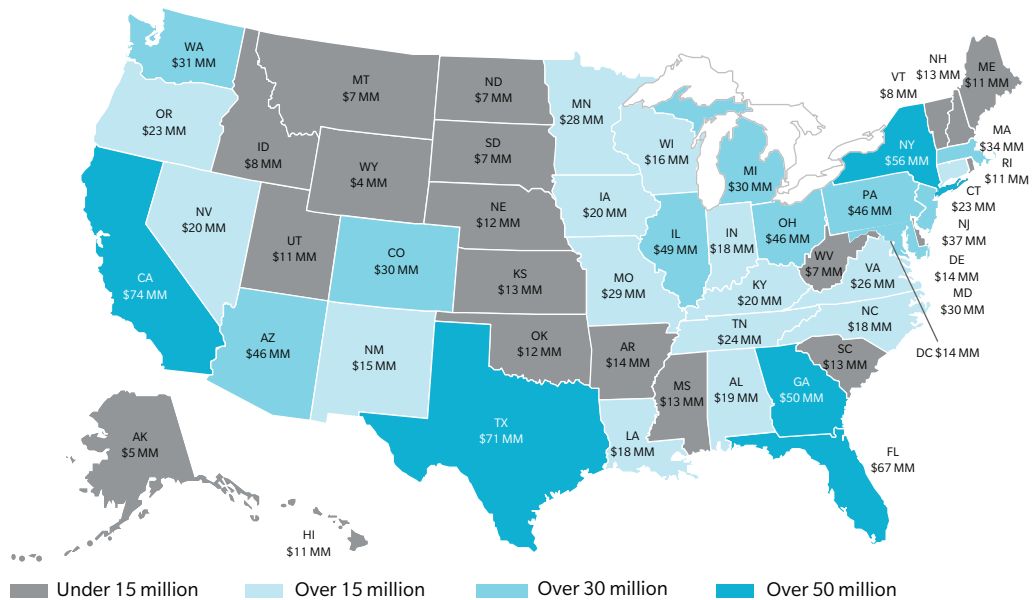 WA
$31 MM
OR
$23 MM
CA
$74 MM
NV
$20 MM
ID
$8 MM
MT
$7 MM
WY
$4 MM
UT
$11 MM
AZ
$46 MM
CO
$30 MM
NM
$15 MM
ND
$7 MM
SD
$7 MM
NE
$12 MM
KS
$13 MM
OK
$12 MM
TX
$71 MM
MN
$28 MM
IA
$20 MM
MO
$29 MM
AR
$14 MM
LA
$18 MM
WI
$16 MM
IL
$49 MM
MI
$30 MM
IN
$18 MM
OH
$46 MM
KY
$20 MM
TN
$24 MM
MS
$13 MM
AL
$19 MM
GA
$50 MM
FL
$67 MM
SC
$13 MM
NC
$18 MM
VA
$26 MM
WV
$7 MM
PA
$46 MM
NY
$56 MM
VT
$8 MM
NH
$13 MM
ME
$11 MM
MA
$34 MM
RI
$11 MM
CT
$23 MM
NJ
$37 MM
DE
$14 MM
MD
$30 MM
DC $14 MM
AK
$5 MM
HI
$11 MM
Under 15 million
Over 15 million
Over 30 million
Over 50 million